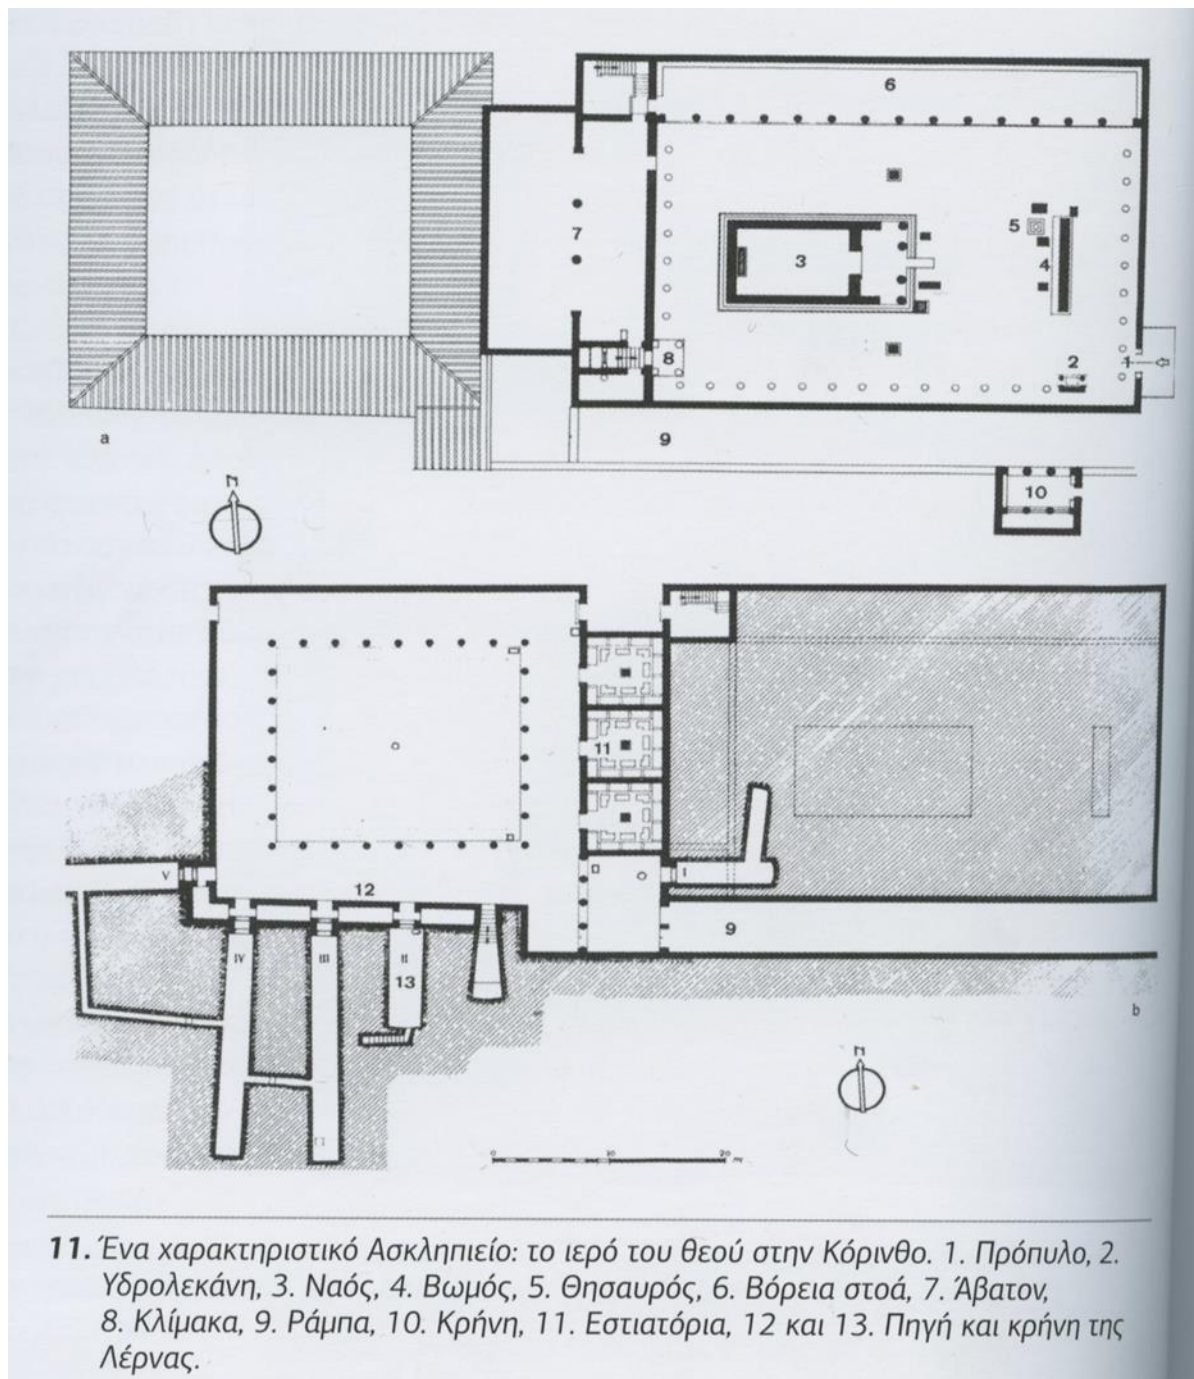 6
7
5
3
4
8
2
1
a
9
N
10
11
I
V
12
9
IV
III
II
13
b
N
0 10 20 m
11. Ένα χαρακτηριστικό Ασκληπιείο: το ιερό του θεού στην Κόρινθο. 1. Πρόπυλο, 2.
Υδρολεκάνη, 3. Ναός, 4. Βωμός, 5. Θησαυρός, 6. Βόρεια στοά, 7. Άβατον,
8. Κλίμακα, 9. Ράμπα, 10. Κρήνη, 11. Εστιατόρια, 12 και 13. Πηγή και κρήνη της
Λέρνας.